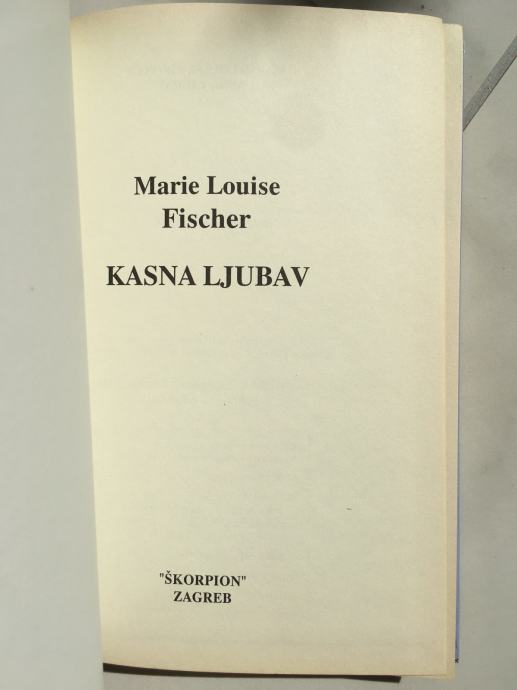 Marie Louise
Fischer
KASNA LJUBAV
"ŠKORPION"
ZAGREB